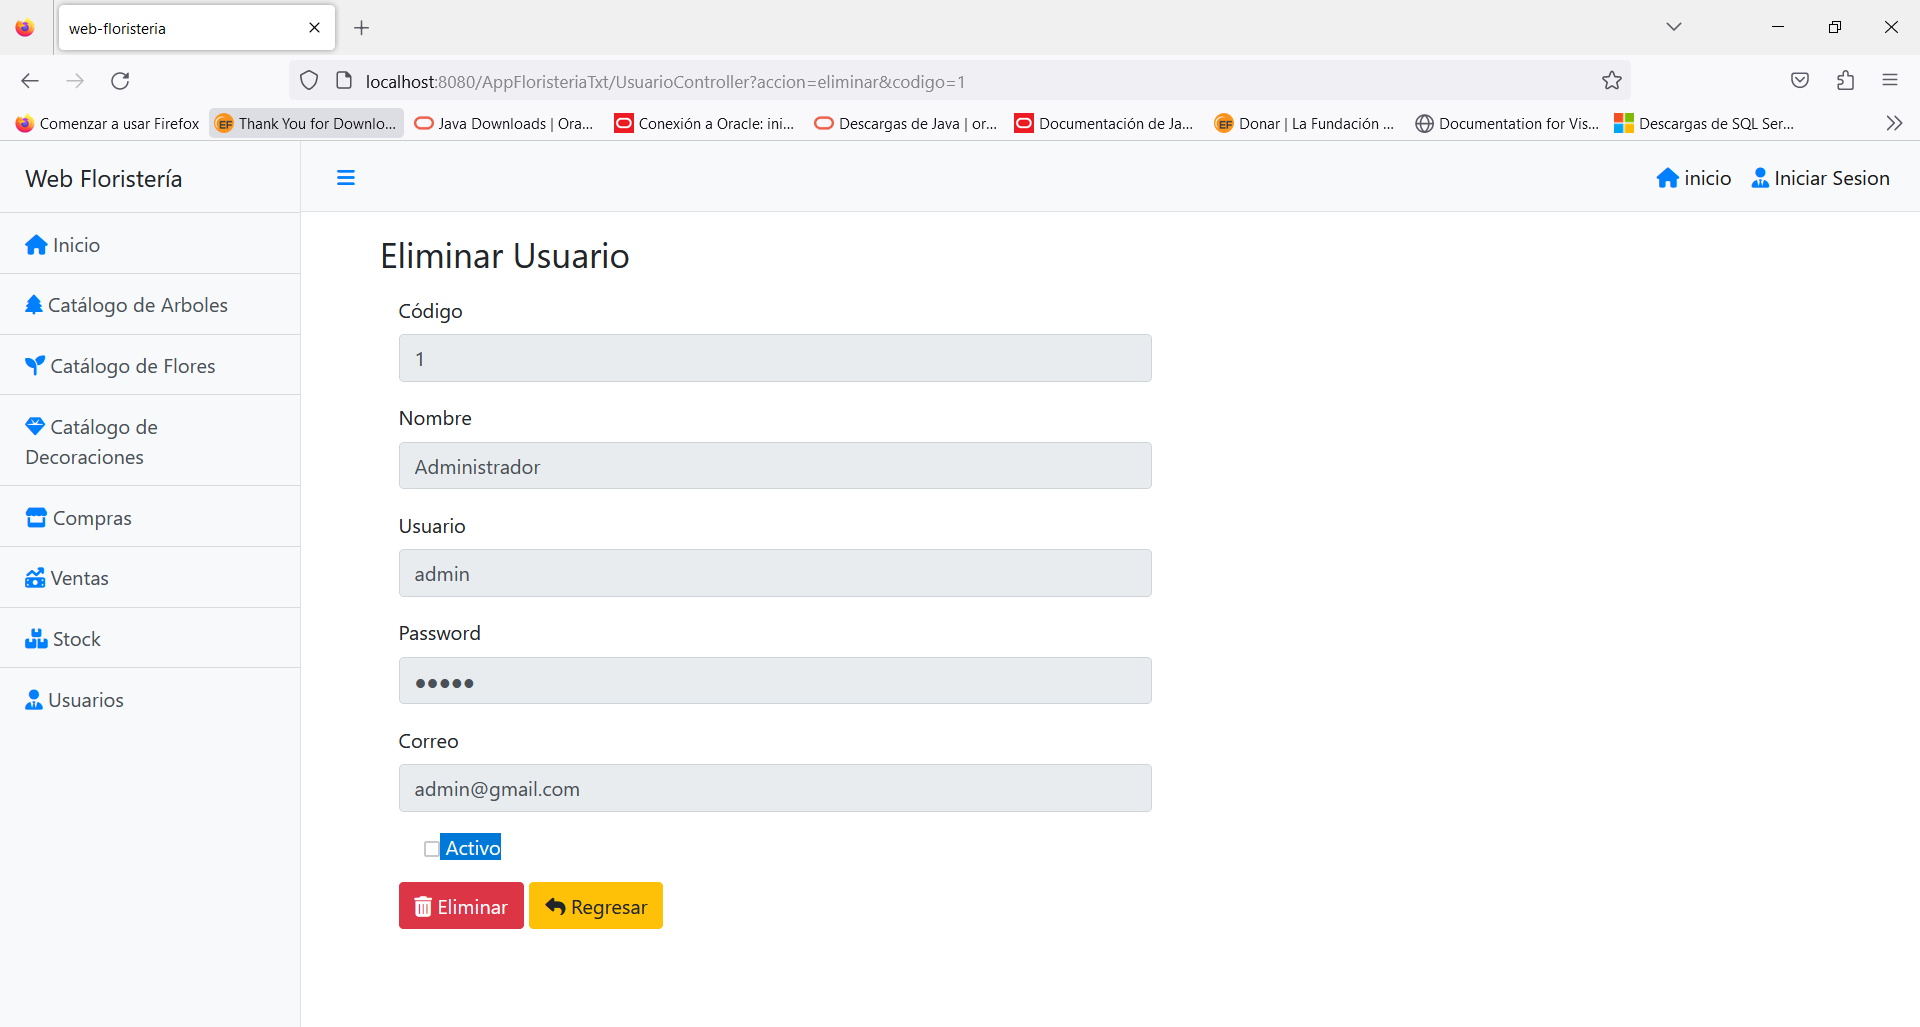 web-floristeria
localhost:8080/AppFloristeriaTxt/UsuarioController?accion=eliminar&codigo=1
Comenzar a usar Firefox
Thank You for Downlo...
Java Downloads | Ora...
Conexión a Oracle: ini...
Descargas de Java | or...
Documentación de Ja...
Donar | La Fundación ...
Documentation for Vis...
Descargas de SQL Ser...
Web Floristería
inicio
Iniciar Sesion
Inicio
Catálogo de Arboles
Catálogo de Flores
Catálogo de
Decoraciones
Compras
Ventas
Stock
Usuarios
Eliminar Usuario
Código
1
Nombre
Administrador
Usuario
admin
Password
●●●●●
Correo
admin@gmail.com
Activo
Eliminar
Regresar